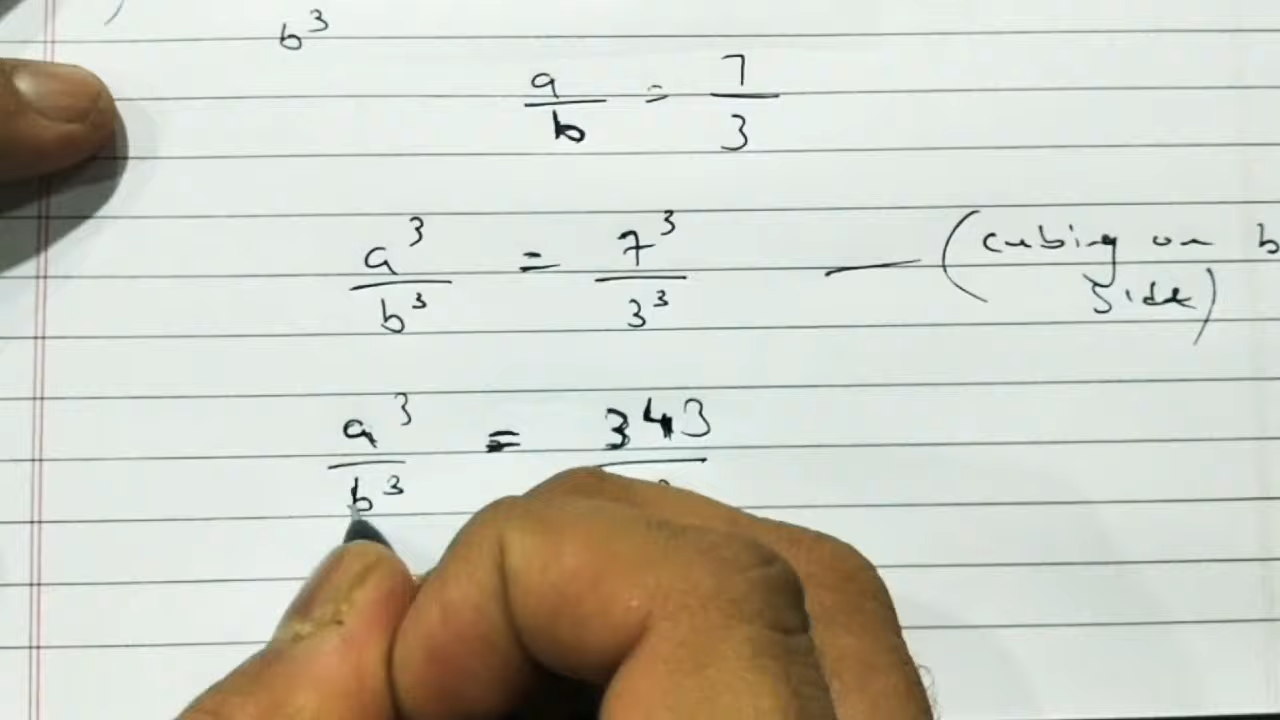 b³
a/b = 7/3
a³/b³ = 7³/3³ — (cubing on
side)
a³/b³ = 343